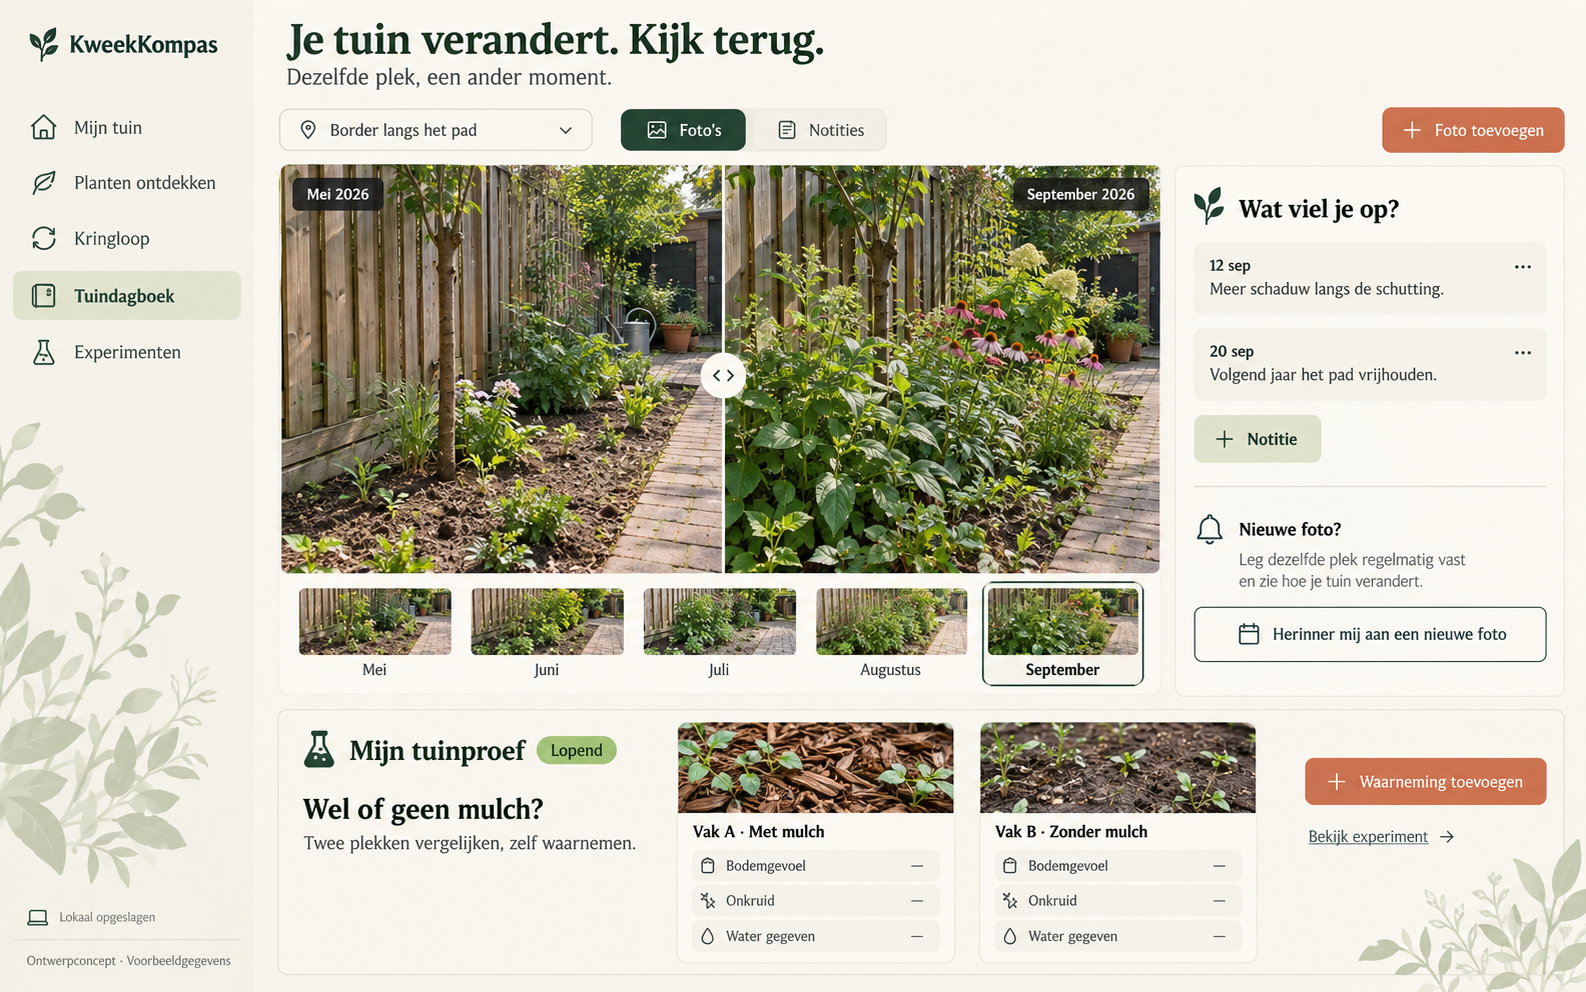 KweekKompas
Mijn tuin
Planten ontdekken
Kringloop
Tuindagboek
Experimenten
Lokaal opgeslagen
Ontwerpconcept · Voorbeeldgegevens
Je tuin verandert. Kijk terug.
Dezelfde plek, een ander moment.
Border langs het pad
Foto's
Notities
Foto toevoegen
Mei 2026
September 2026
Mei
Juni
Juli
Augustus
September
Wat viel je op?
12 sep
Meer schaduw langs de schutting.
20 sep
Volgend jaar het pad vrijhouden.
Notitie
Nieuwe foto?
Leg dezelfde plek regelmatig vast
en zie hoe je tuin verandert.
Herinner mij aan een nieuwe foto
Mijn tuinproef
Lopend
Wel of geen mulch?
Twee plekken vergelijken, zelf waarnemen.
Vak A · Met mulch
Bodemgevoel —
Onkruid —
Water gegeven —
Vak B · Zonder mulch
Bodemgevoel —
Onkruid —
Water gegeven —
Waarneming toevoegen
Bekijk experiment